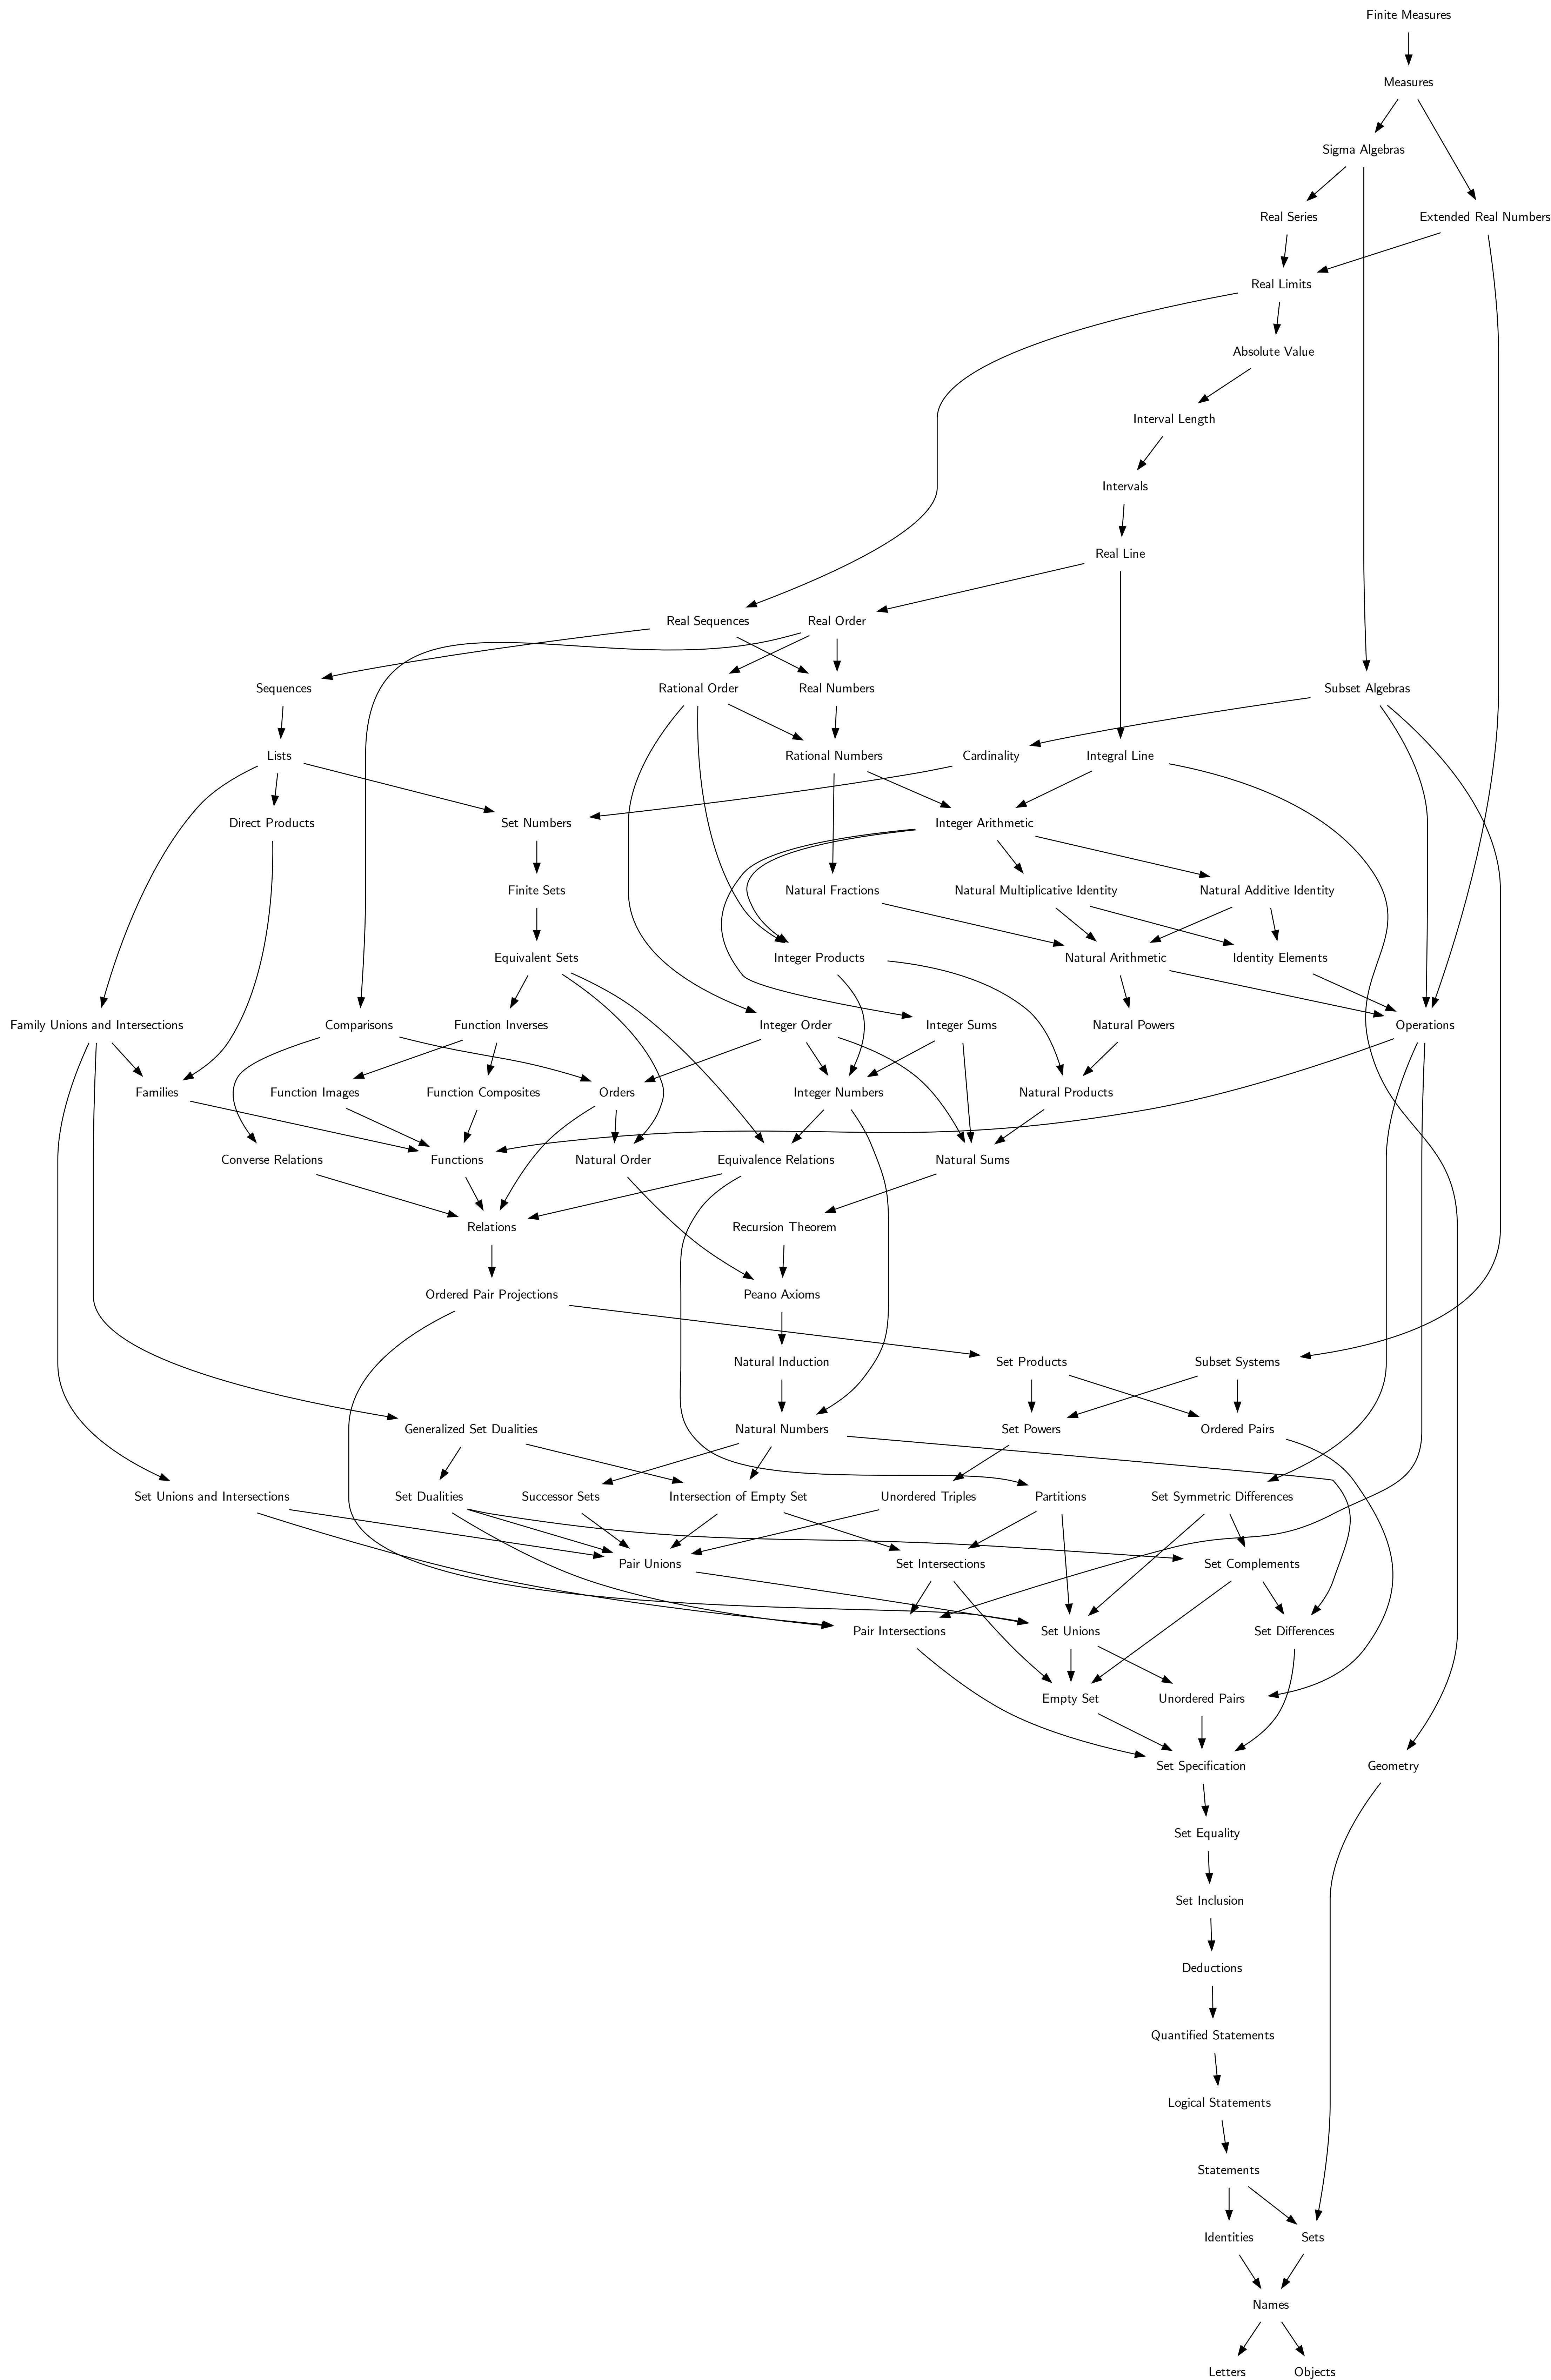 Finite Measures
Measures
Sigma Algebras
Real Series
Extended Real Numbers
Real Limits
Absolute Value
Interval Length
Intervals
Real Line
Real Sequences
Real Order
Sequences
Rational Order
Real Numbers
Subset Algebras
Lists
Rational Numbers
Cardinality
Integral Line
Direct Products
Set Numbers
Integer Arithmetic
Finite Sets
Natural Fractions
Natural Multiplicative Identity
Natural Additive Identity
Equivalent Sets
Integer Products
Natural Arithmetic
Identity Elements
Family Unions and Intersections
Comparisons
Function Inverses
Integer Order
Integer Sums
Natural Powers
Operations
Families
Function Images
Function Composites
Orders
Integer Numbers
Natural Products
Converse Relations
Functions
Natural Order
Equivalence Relations
Natural Sums
Relations
Recursion Theorem
Ordered Pair Projections
Peano Axioms
Natural Induction
Set Products
Subset Systems
Generalized Set Dualities
Natural Numbers
Set Powers
Ordered Pairs
Set Unions and Intersections
Set Dualities
Successor Sets
Intersection of Empty Set
Unordered Triples
Partitions
Set Symmetric Differences
Pair Unions
Set Intersections
Set Complements
Pair Intersections
Set Unions
Set Differences
Empty Set
Unordered Pairs
Set Specification
Geometry
Set Equality
Set Inclusion
Deductions
Quantified Statements
Logical Statements
Statements
Identities
Sets
Names
Letters
Objects